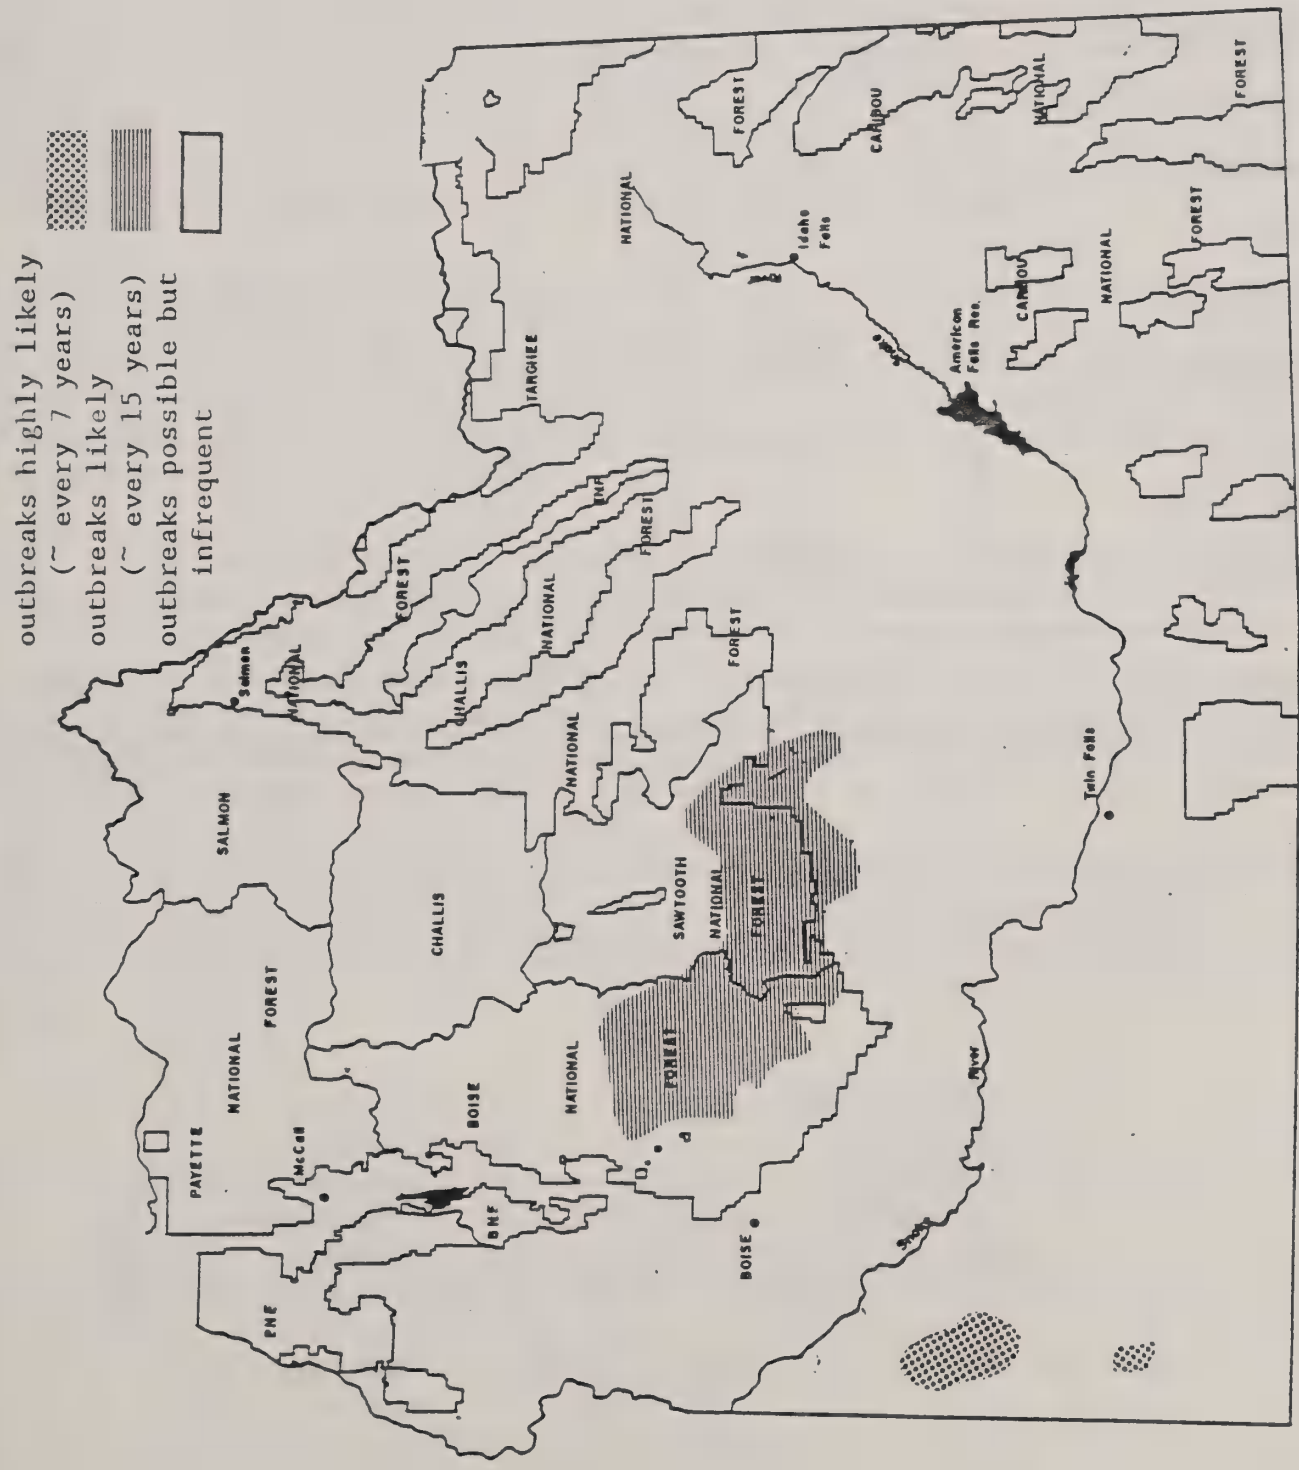 outbreaks highly likely
(~ every 7 years)
outbreaks likely
(~ every 15 years)
outbreaks possible but
infrequent
SALMON
Salmon
NATIONAL
FOREST
PAYETTE
NATIONAL
FOREST
McCall
PNF
BNF
CHALLIS
CHALLIS
NATIONAL
FOREST
TNF
TARGHEE
NATIONAL
FOREST
BOISE
NATIONAL
FOREST
NATIONAL
FOREST
SAWTOOTH
NATIONAL
FOREST
BOISE
Snake
River
Twin Falls
American
Falls Res.
Idaho
Falls
CARIBOU
NATIONAL
FOREST
CARIBOU
NATIONAL
FOREST